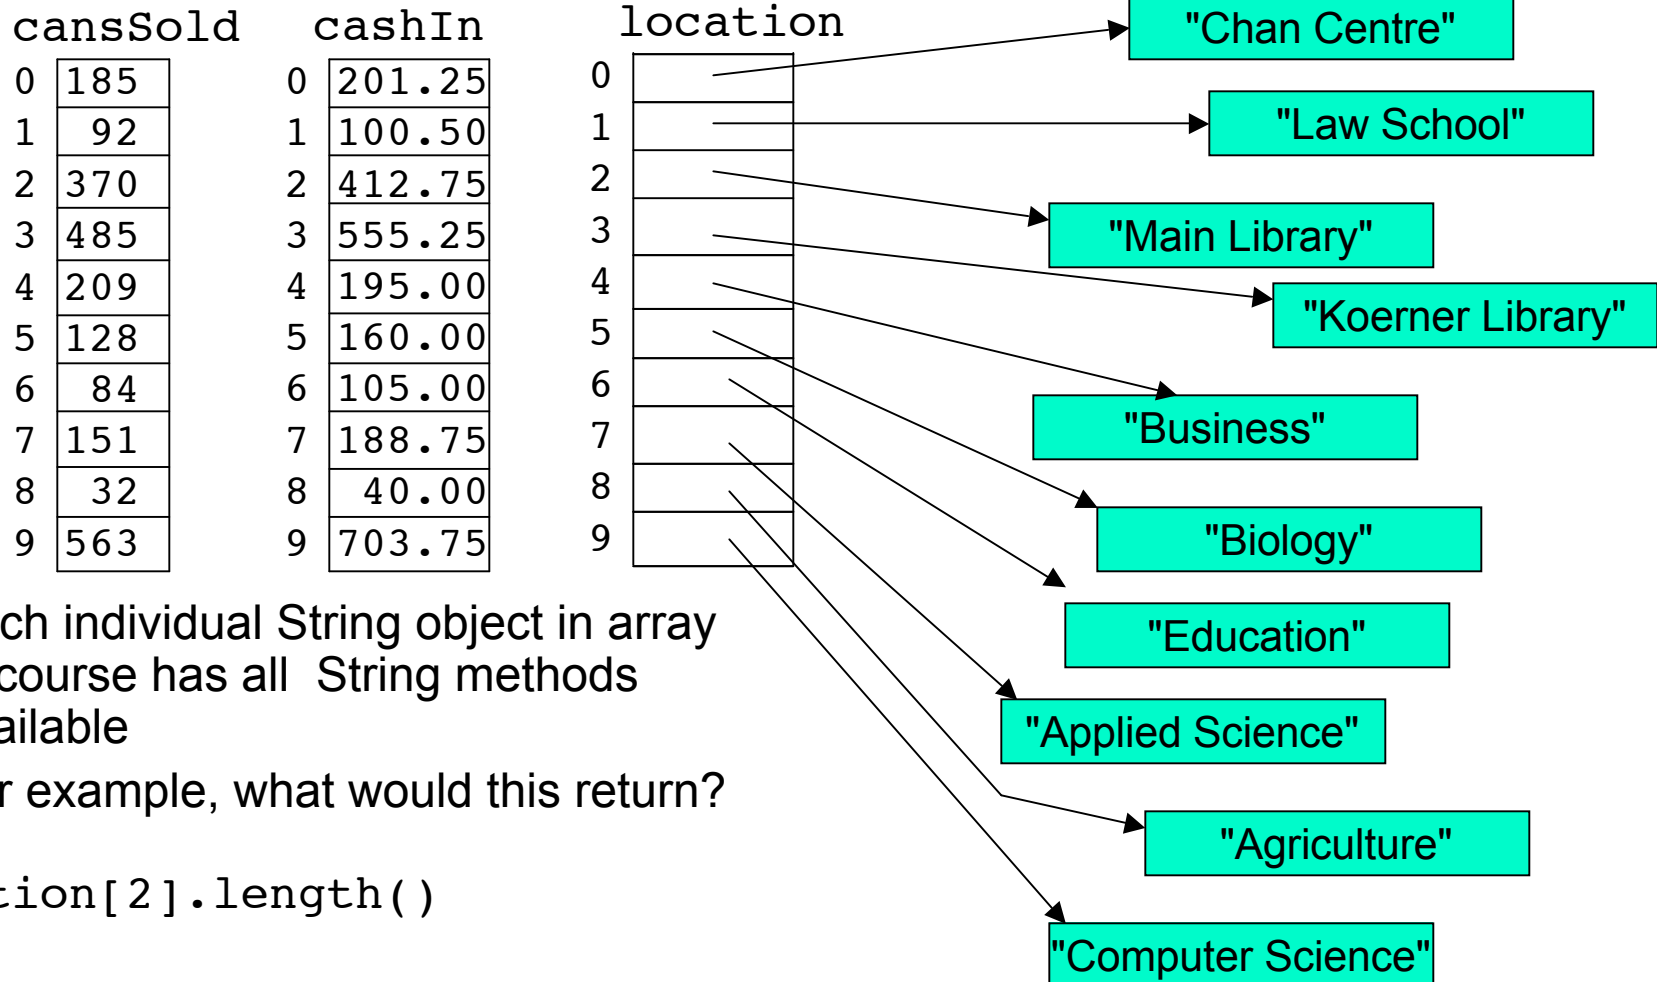 cansSold cashIn location
0 185 0 201.25 0 "Chan Centre"
1 92 1 100.50 1 "Law School"
2 370 2 412.75 2 "Main Library"
3 485 3 555.25 3 "Koerner Library"
4 209 4 195.00 4 "Business"
5 128 5 160.00 5 "Biology"
6 84 6 105.00 6 "Education"
7 151 7 188.75 7 "Applied Science"
8 32 8 40.00 8 "Agriculture"
9 563 9 703.75 9 "Computer Science"
ch individual String object in array
course has all String methods
ailable
r example, what would this return?
tion[2].length()